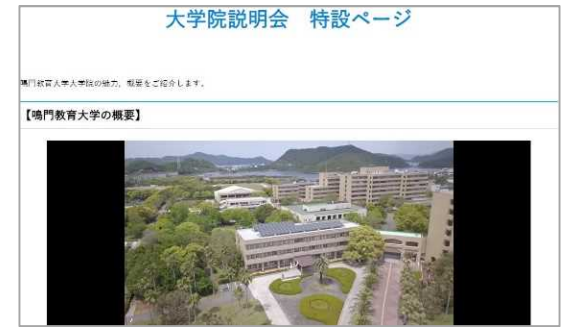 大学院説明会 特設ページ
鳴門教育大学大学院の魅力、概要をご紹介します。
【鳴門教育大学の概要】